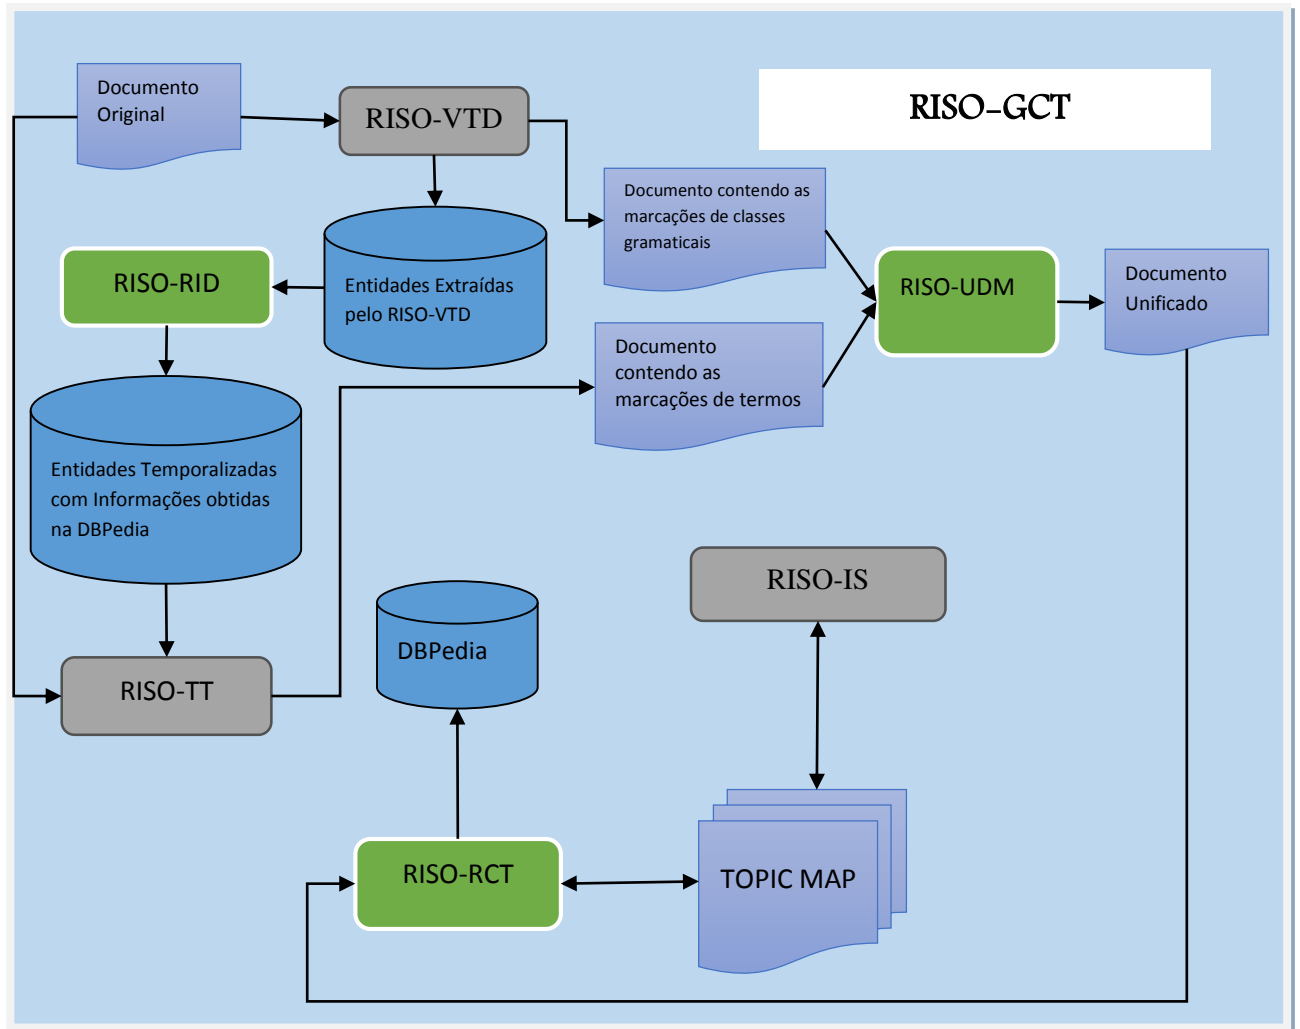 Documento
Original
RISO-VTD
RISO-GCT
Documento contendo as
marcações de classes
gramaticais
RISO-RID
Entidades Extraídas
pelo RISO-VTD
RISO-UDM
Documento
Unificado
Documento
contendo as
marcações de termos
Entidades Temporalizadas
com Informações obtidas
na DBPedia
RISO-IS
DBPedia
RISO-TT
RISO-RCT
TOPIC MAP